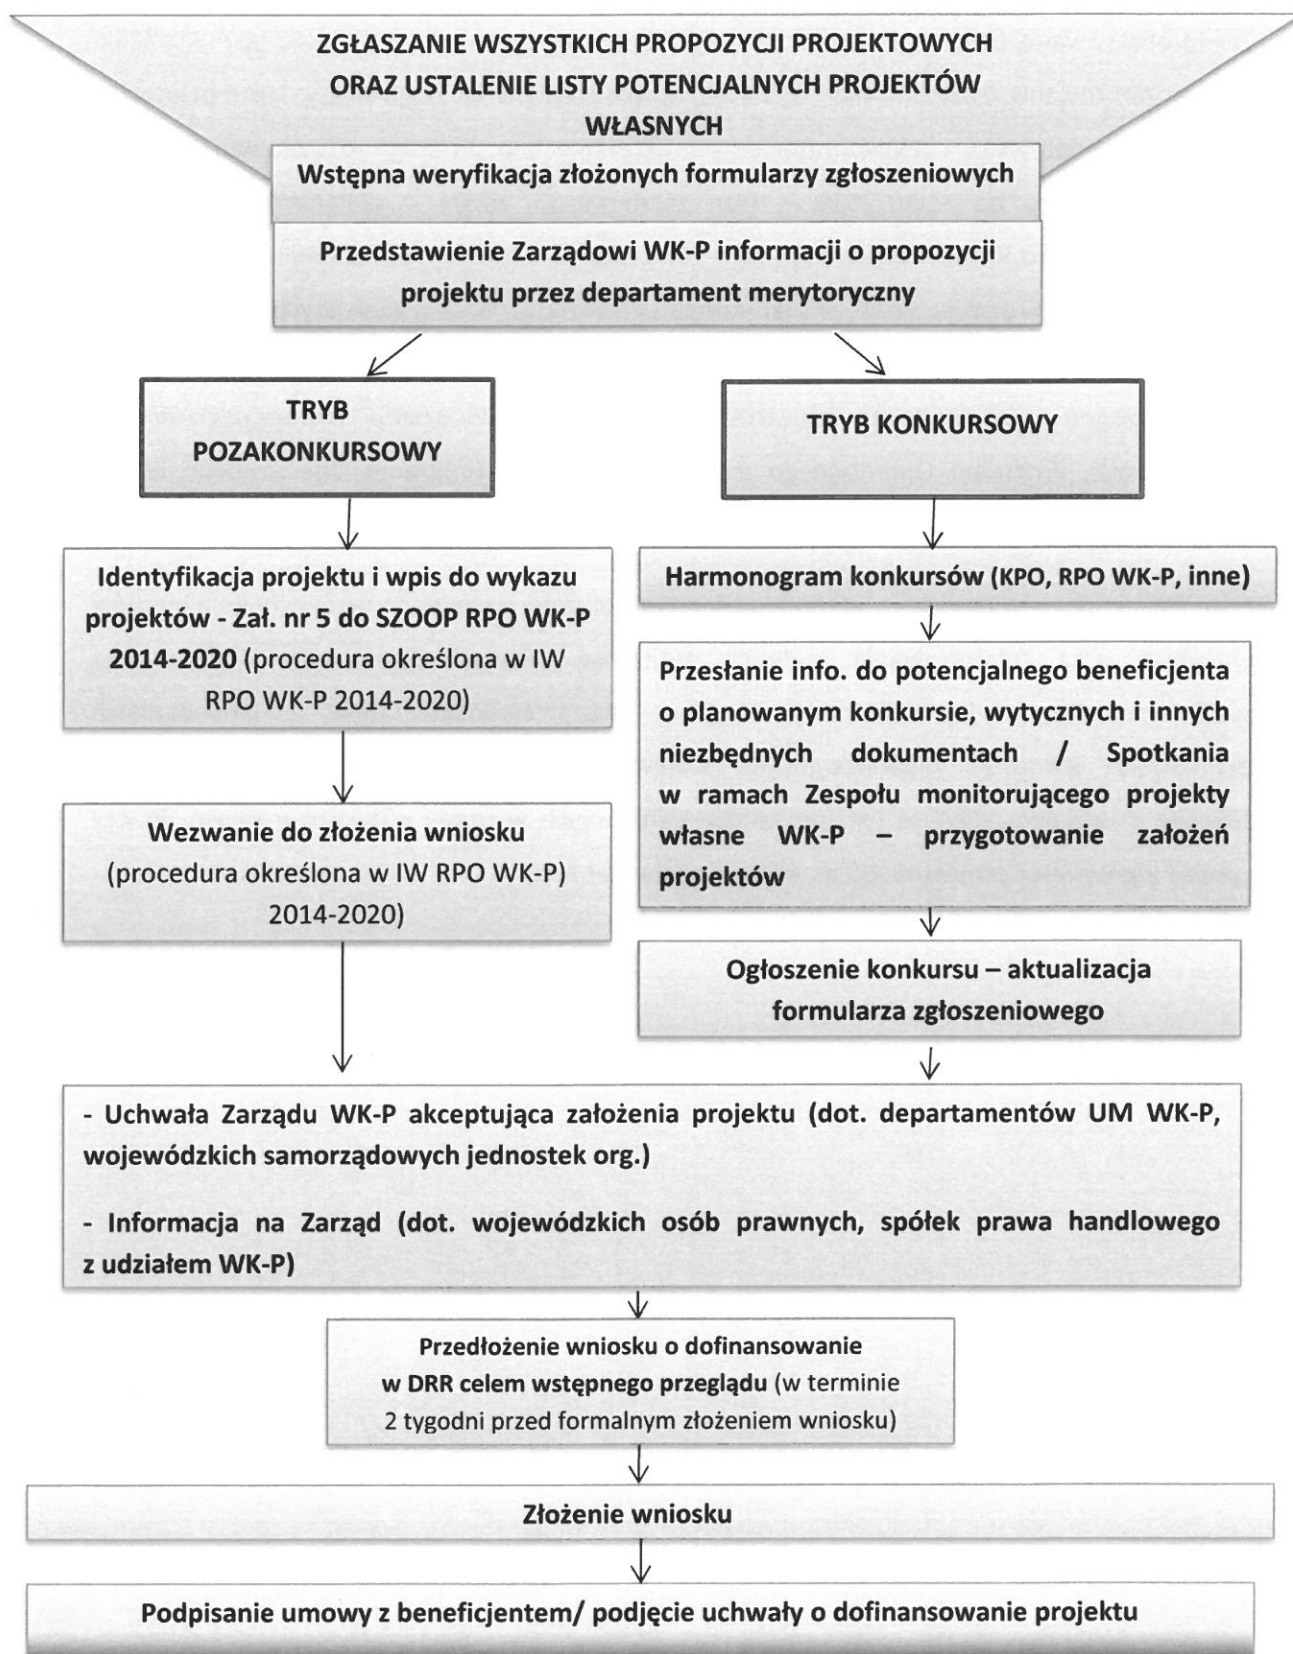 ZGŁASZANIE WSZYSTKICH PROPOZYCJI PROJEKTOWYCH
ORAZ USTALENIE LISTY POTENCJALNYCH PROJEKTÓW
WŁASNYCH
Wstępna weryfikacja złożonych formularzy zgłoszeniowych
Przedstawienie Zarządowi WK-P informacji o propozycji
projektu przez departament merytoryczny
TRYB
POZAKONKURSOWY
Identyfikacja projektu i wpis do wykazu
projektów - Zał. nr 5 do SZOOP RPO WK-P
2014-2020 (procedura określona w IW
RPO WK-P 2014-2020)
Wezwanie do złożenia wniosku
(procedura określona w IW RPO WK-P)
2014-2020)
TRYB KONKURSOWY
Harmonogram konkursów (KPO, RPO WK-P, inne)
Przesłanie info. do potencjalnego beneficjenta
o planowanym konkursie, wytycznych i innych
niezbędnych dokumentach / Spotkania
w ramach Zespołu monitorującego projekty
własne WK-P – przygotowanie założeń
projektów
Ogłoszenie konkursu – aktualizacja
formularza zgłoszeniowego
- Uchwała Zarządu WK-P akceptująca założenia projektu (dot. departamentów UM WK-P,
wojewódzkich samorządowych jednostek org.)
- Informacja na Zarząd (dot. wojewódzkich osób prawnych, spółek prawa handlowego
z udziałem WK-P)
Przedłożenie wniosku o dofinansowanie
w DRR celem wstępnego przeglądu (w terminie
2 tygodni przed formalnym złożeniem wniosku)
Złożenie wniosku
Podpisanie umowy z beneficjentem/ podjęcie uchwały o dofinansowanie projektu